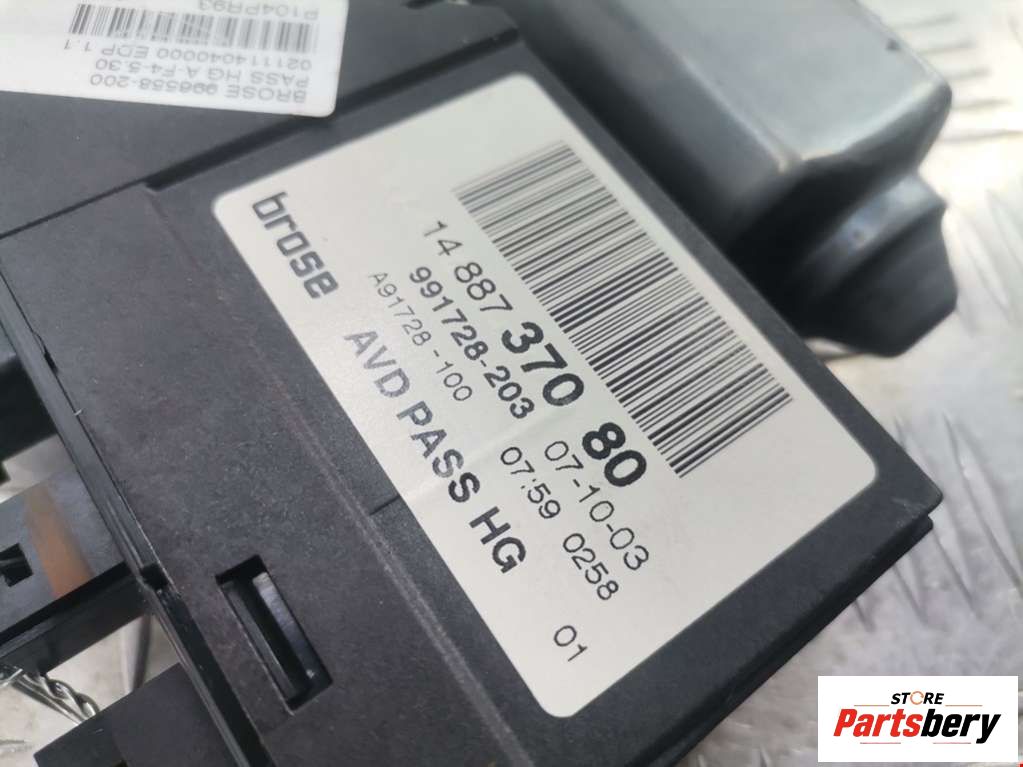 BROSE 998558-200
PASS HG A-F4-5.30
021111404000 EDP 1.1
P104PR93
brose
14 887 370 80
991728-203 07-10-03
A91728-100 07:59 0258
AVD PASS HG 01
STORE
Partsbery